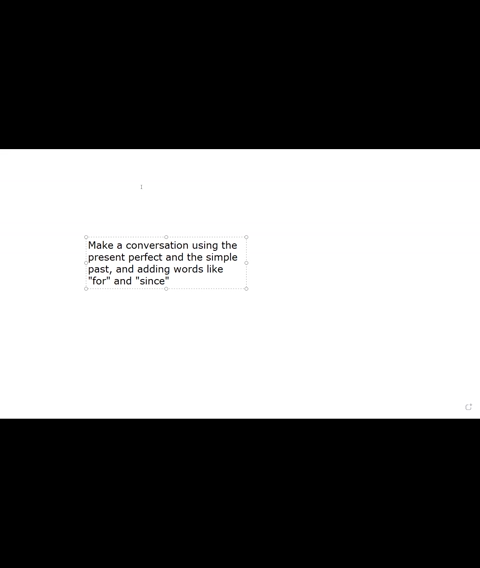 Make a conversation using the
present perfect and the simple
past, and adding words like
"for" and "since"